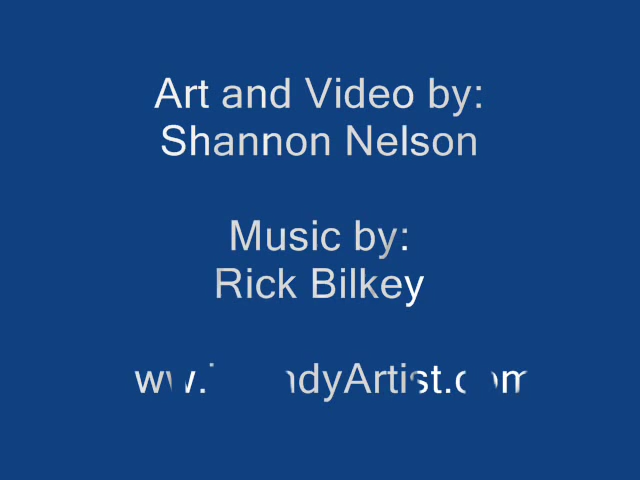 Art and Video by:
Shannon Nelson
Music by:
Rick Bilkey